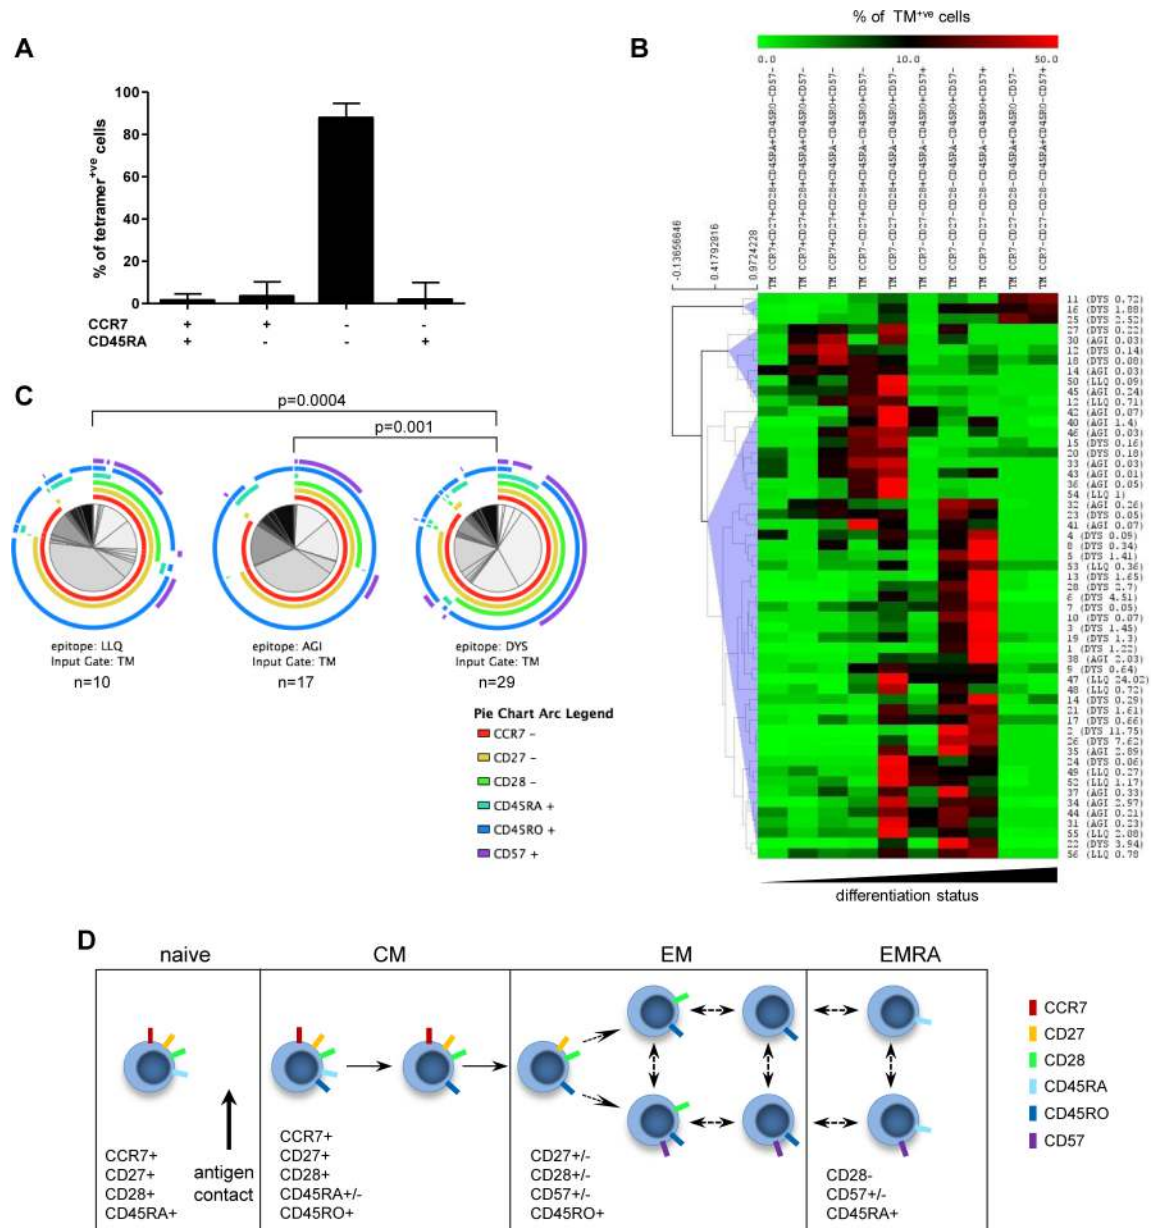 A
% of tetramer+ve cells
100
80
60
40
20
0
CCR7 + + - -
CD45RA + - - +
B
% of TM+ve cells
0.0 10.0 50.0
-0.13656646
0.41792816
0.9724228
TM CCR7+CD27+CD28+CD45RA+CD45RO-CD57-
TM CCR7+CD27+CD28+CD45RA+CD45RO+CD57-
TM CCR7+CD27+CD28+CD45RA-CD45RO+CD57-
TM CCR7-CD27+CD28+CD45RA-CD45RO+CD57-
TM CCR7-CD27-CD28+CD45RA-CD45RO+CD57-
TM CCR7-CD27-CD28+CD45RA-CD45RO+CD57+
TM CCR7-CD27-CD28-CD45RA-CD45RO+CD57-
TM CCR7-CD27-CD28-CD45RA-CD45RO+CD57+
TM CCR7-CD27-CD28-CD45RA+CD45RO-CD57-
TM CCR7-CD27-CD28-CD45RA+CD45RO-CD57+
11 (DYS 0.72)
16 (DYS 1.88)
25 (DYS 2.52)
27 (DYS 0.22)
30 (AGI 0.03)
12 (DYS 0.14)
18 (DYS 0.08)
14 (AGI 0.03)
50 (LLQ 0.09)
45 (AGI 0.24)
12 (LLQ 0.71)
42 (AGI 0.07)
40 (AGI 1.4)
46 (AGI 0.03)
15 (DYS 0.16)
20 (DYS 0.18)
33 (AGI 0.03)
43 (AGI 0.01)
36 (AGI 0.05)
54 (LLQ 1)
32 (AGI 0.26)
23 (DYS 0.05)
41 (AGI 0.07)
4 (DYS 0.09)
8 (DYS 0.34)
5 (DYS 1.41)
53 (LLQ 0.36)
13 (DYS 1.65)
28 (DYS 2.7)
6 (DYS 4.51)
7 (DYS 0.05)
10 (DYS 0.07)
3 (DYS 1.45)
19 (DYS 1.3)
1 (DYS 1.22)
38 (AGI 2.03)
9 (DYS 0.64)
47 (LLQ 24.02)
48 (LLQ 0.72)
14 (DYS 0.29)
21 (DYS 1.61)
17 (DYS 0.66)
2 (DYS 11.75)
26 (DYS 7.62)
35 (AGI 2.89)
24 (DYS 0.06)
49 (LLQ 0.27)
52 (LLQ 1.17)
37 (AGI 0.33)
34 (AGI 2.97)
44 (AGI 0.21)
31 (AGI 0.23)
55 (LLQ 2.08)
22 (DYS 3.94)
56 (LLQ 0.78
differentiation status
C
p=0.0004
p=0.001
epitope: LLQ
Input Gate: TM
n=10
epitope: AGI
Input Gate: TM
n=17
epitope: DYS
Input Gate: TM
n=29
Pie Chart Arc Legend
CCR7 -
CD27 -
CD28 -
CD45RA +
CD45RO +
CD57 +
D
naive
CM
EM
EMRA
CCR7+
CD27+
CD28+
CD45RA+
antigen
contact
CCR7+
CD27+
CD28+
CD45RA+/-
CD45RO+
CD27+/-
CD28+/-
CD57+/-
CD45RO+
CD28-
CD57+/-
CD45RA+
CCR7
CD27
CD28
CD45RA
CD45RO
CD57